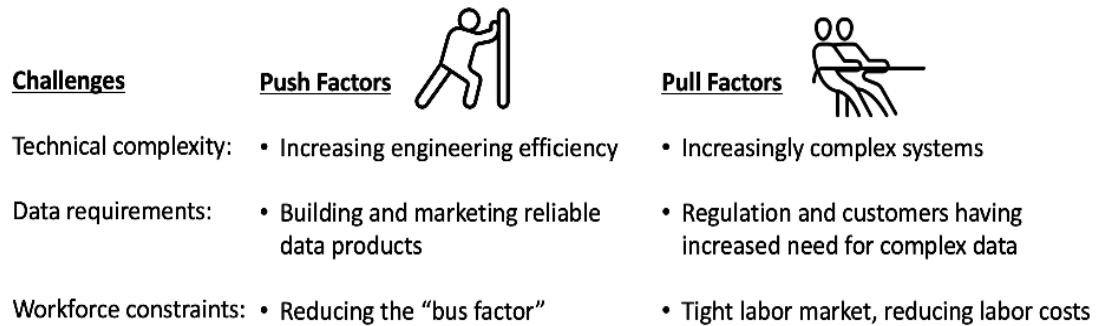 Challenges Push Factors Pull Factors
Technical complexity: • Increasing engineering efficiency • Increasingly complex systems
Data requirements: • Building and marketing reliable • Regulation and customers having
data products increased need for complex data
Workforce constraints: • Reducing the “bus factor” • Tight labor market, reducing labor costs